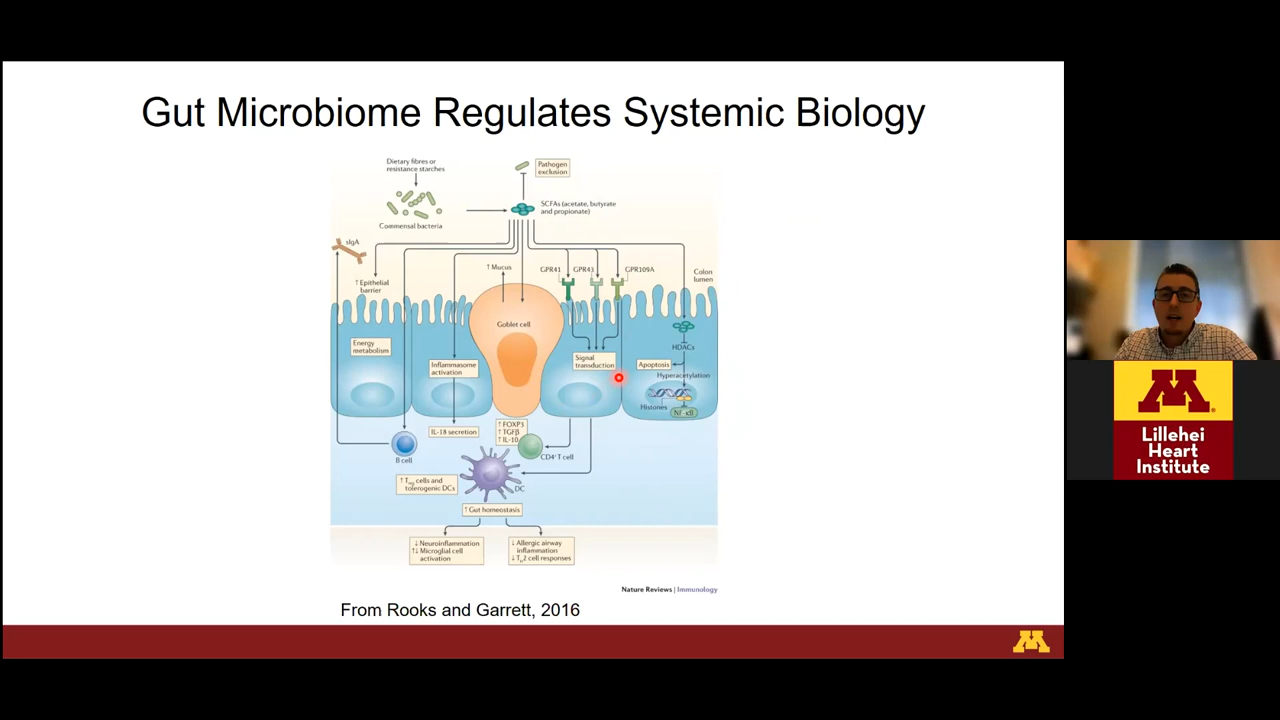 Gut Microbiome Regulates Systemic Biology
Dietary fibres or
resistance starches
Pathogen
exclusion
SCFAs (acetate, butyrate
and propionate)
Commensal bacteria
sIgA
↑ Mucus
GPR41
GPR43
GPR109A
Colon
lumen
↑ Epithelial
barrier
Goblet cell
Energy
metabolism
Inflammasome
activation
Signal
transduction
HDACs
Apoptosis
Hyperacetylation
Histones
NF-κB
IL-18 secretion
↑ FOXP3
↑ TGFβ
↑ IL-10
B cell
CD4⁺ T cell
DC
↑ Treg cells and
tolerogenic DCs
↑ Gut homeostasis
↓ Neuroinflammation
↑↓ Microglial cell
activation
↓ Allergic airway
inflammation
↓ TH2 cell responses
Nature Reviews | Immunology
From Rooks and Garrett, 2016
M
M
Lillehei
Heart
Institute